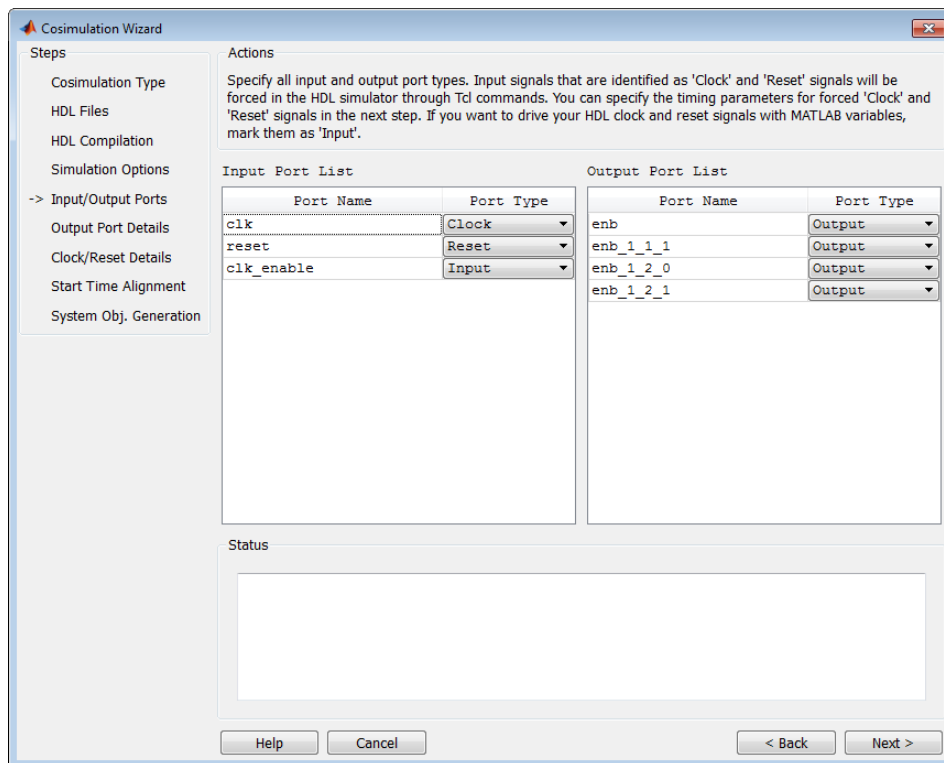 Cosimulation Wizard
Steps
Cosimulation Type
HDL Files
HDL Compilation
Simulation Options
-> Input/Output Ports
Output Port Details
Clock/Reset Details
Start Time Alignment
System Obj. Generation
Actions
Specify all input and output port types. Input signals that are identified as 'Clock' and 'Reset' signals will be
forced in the HDL simulator through Tcl commands. You can specify the timing parameters for forced 'Clock' and
'Reset' signals in the next step. If you want to drive your HDL clock and reset signals with MATLAB variables,
mark them as 'Input'.
Input Port List
Port Name Port Type
clk Clock
reset Reset
clk_enable Input
Output Port List
Port Name Port Type
enb Output
enb_1_1_1 Output
enb_1_2_0 Output
enb_1_2_1 Output
Status
Help Cancel < Back Next >